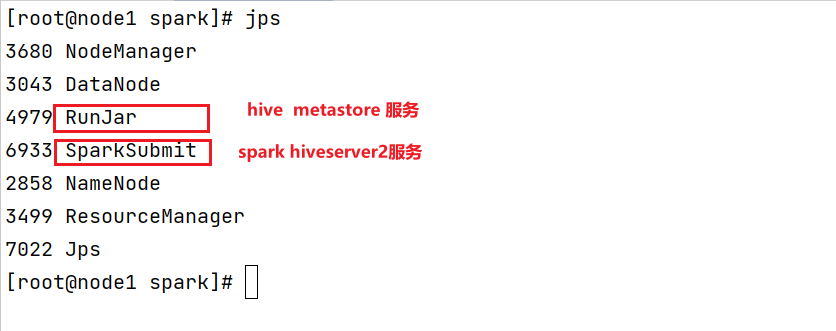 [root@node1 spark]# jps
3680 NodeManager
3043 DataNode
4979 RunJar hive metastore 服务
6933 SparkSubmit spark hiveserver2服务
2858 NameNode
3499 ResourceManager
7022 Jps
[root@node1 spark]#